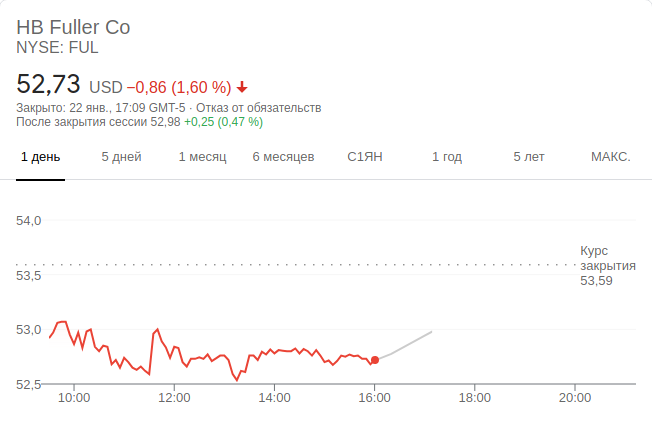 HB Fuller Co
NYSE: FUL
52,73 USD −0,86 (1,60 %)
Закрыто: 22 янв., 17:09 GMT-5 · Отказ от обязательств
После закрытия сессии 52,98 +0,25 (0,47 %)
1 день 5 дней 1 месяц 6 месяцев С1ЯН 1 год 5 лет МАКС.
54,0
Курс
закрытия
53,59
53,5
53,0
52,5
10:00 12:00 14:00 16:00 18:00 20:00